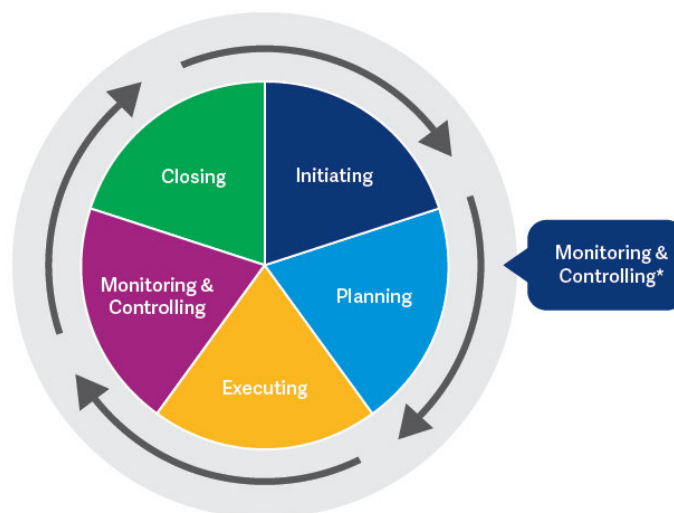 Closing
Initiating
Monitoring &
Controlling
Planning
Executing
Monitoring &
Controlling*